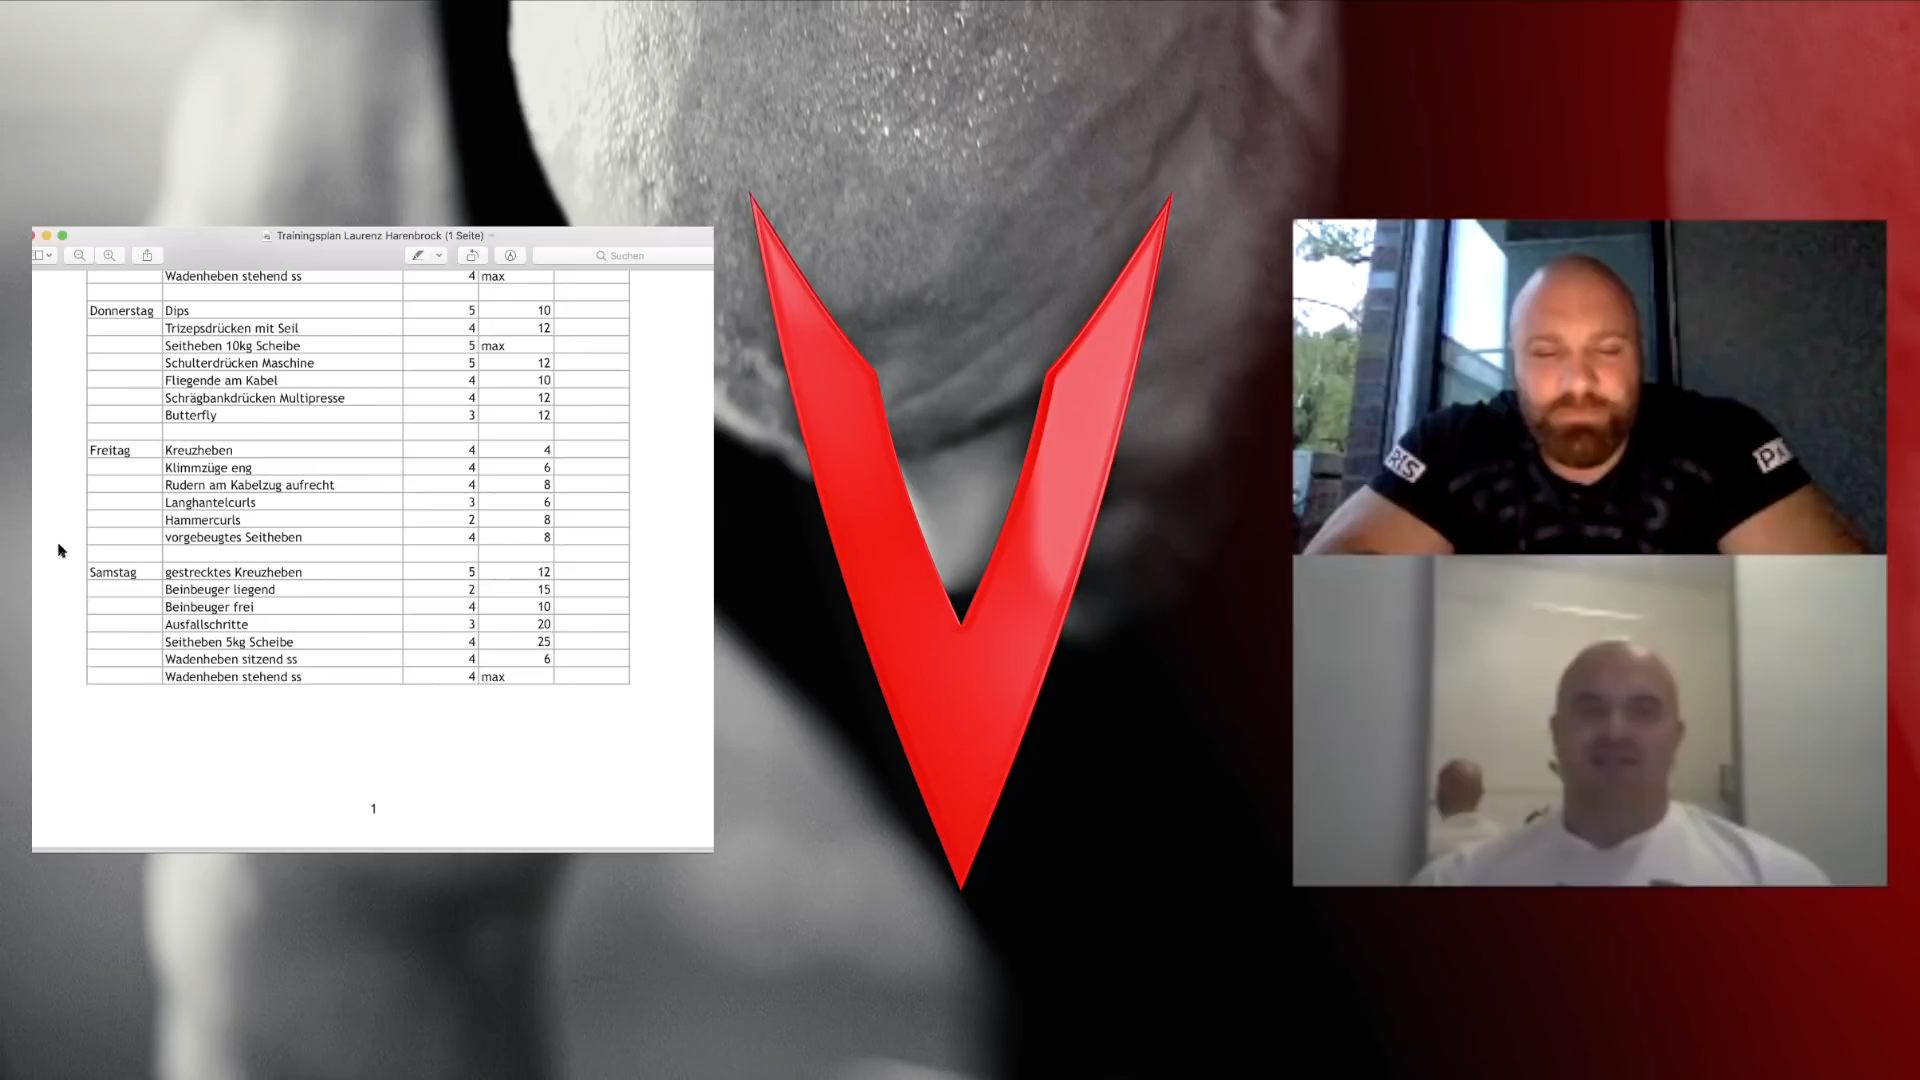 Trainingsplan Laurenz Harenbrock (1 Seite)
Suchen
Wadenheben stehend ss 4 max
Donnerstag Dips 5 10
Trizepsdrücken mit Seil 4 12
Seitheben 10kg Scheibe 5 max
Schulterdrücken Maschine 5 12
Fliegende am Kabel 4 10
Schrägbankdrücken Multipresse 4 12
Butterfly 3 12
Freitag Kreuzheben 4 4
Klimmzüge eng 4 6
Rudern am Kabelzug aufrecht 4 8
Langhantelcurls 3 6
Hammercurls 2 8
vorgebeugtes Seitheben 4 8
Samstag gestrecktes Kreuzheben 5 12
Beinbeuger liegend 2 15
Beinbeuger frei 4 10
Ausfallschritte 3 20
Seitheben 5kg Scheibe 4 25
Wadenheben sitzend ss 4 6
Wadenheben stehend ss 4 max
1